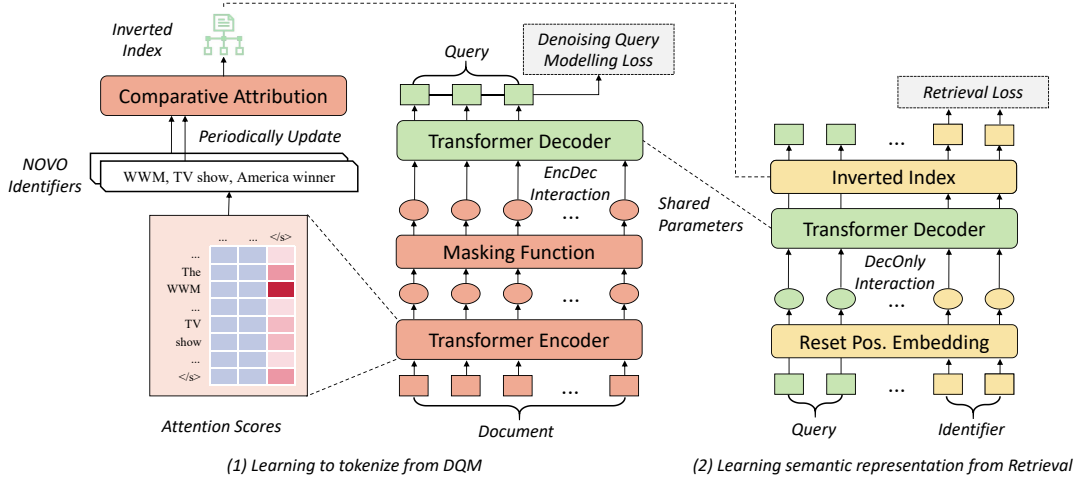 Inverted
Index
Comparative Attribution
Periodically Update
NOVO
Identifiers
WWM, TV show, America winner
... ... </s>
...
The
WWM
...
TV
show
...
</s>
Attention Scores
Query
Denoising Query
Modelling Loss
Transformer Decoder
EncDec
Interaction
...
Masking Function
...
Transformer Encoder
...
Document
(1) Learning to tokenize from DQM
Shared
Parameters
Retrieval Loss
...
Inverted Index
Transformer Decoder
DecOnly
Interaction
...
Reset Pos. Embedding
...
Query
Identifier
(2) Learning semantic representation from Retrieval